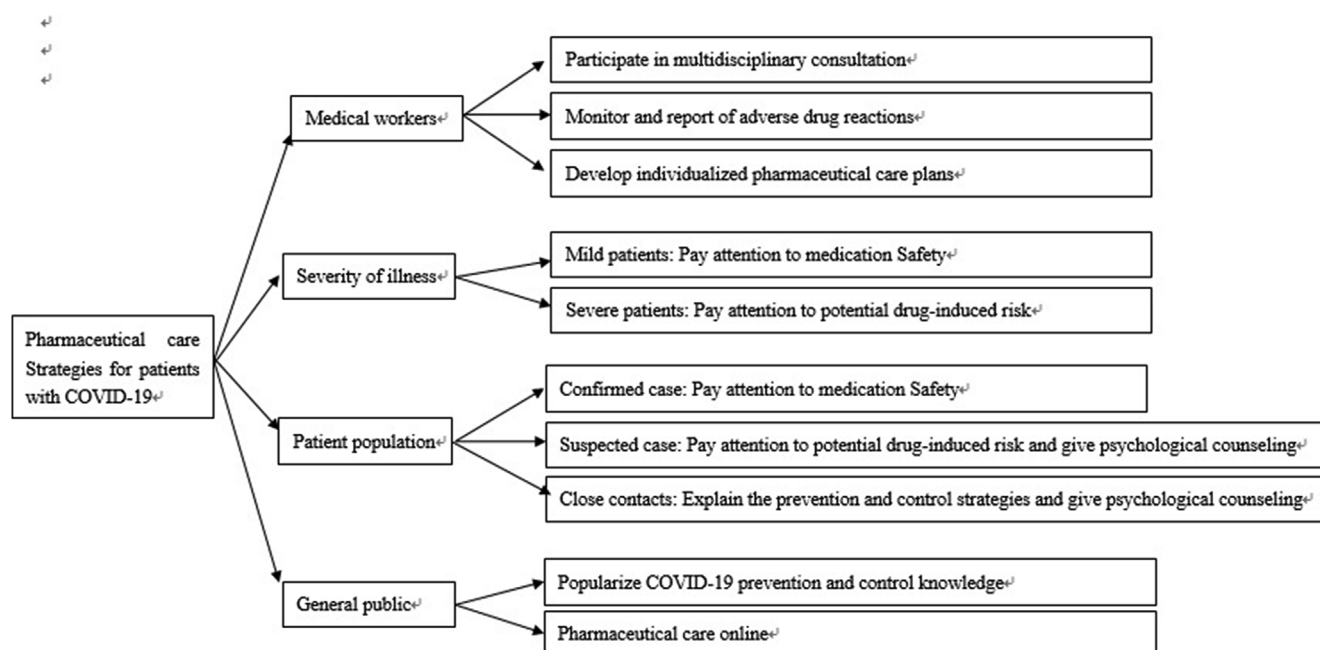 Pharmaceutical care
Strategies for patients
with COVID-19↵
Medical workers↵
Participate in multidisciplinary consultation↵
Monitor and report of adverse drug reactions↵
Develop individualized pharmaceutical care plans↵
Severity of illness↵
Mild patients: Pay attention to medication Safety↵
Severe patients: Pay attention to potential drug-induced risk↵
Patient population↵
Confirmed case: Pay attention to medication Safety↵
Suspected case: Pay attention to potential drug-induced risk and give psychological counseling↵
Close contacts: Explain the prevention and control strategies and give psychological counseling↵
General public↵
Popularize COVID-19 prevention and control knowledge↵
Pharmaceutical care online↵